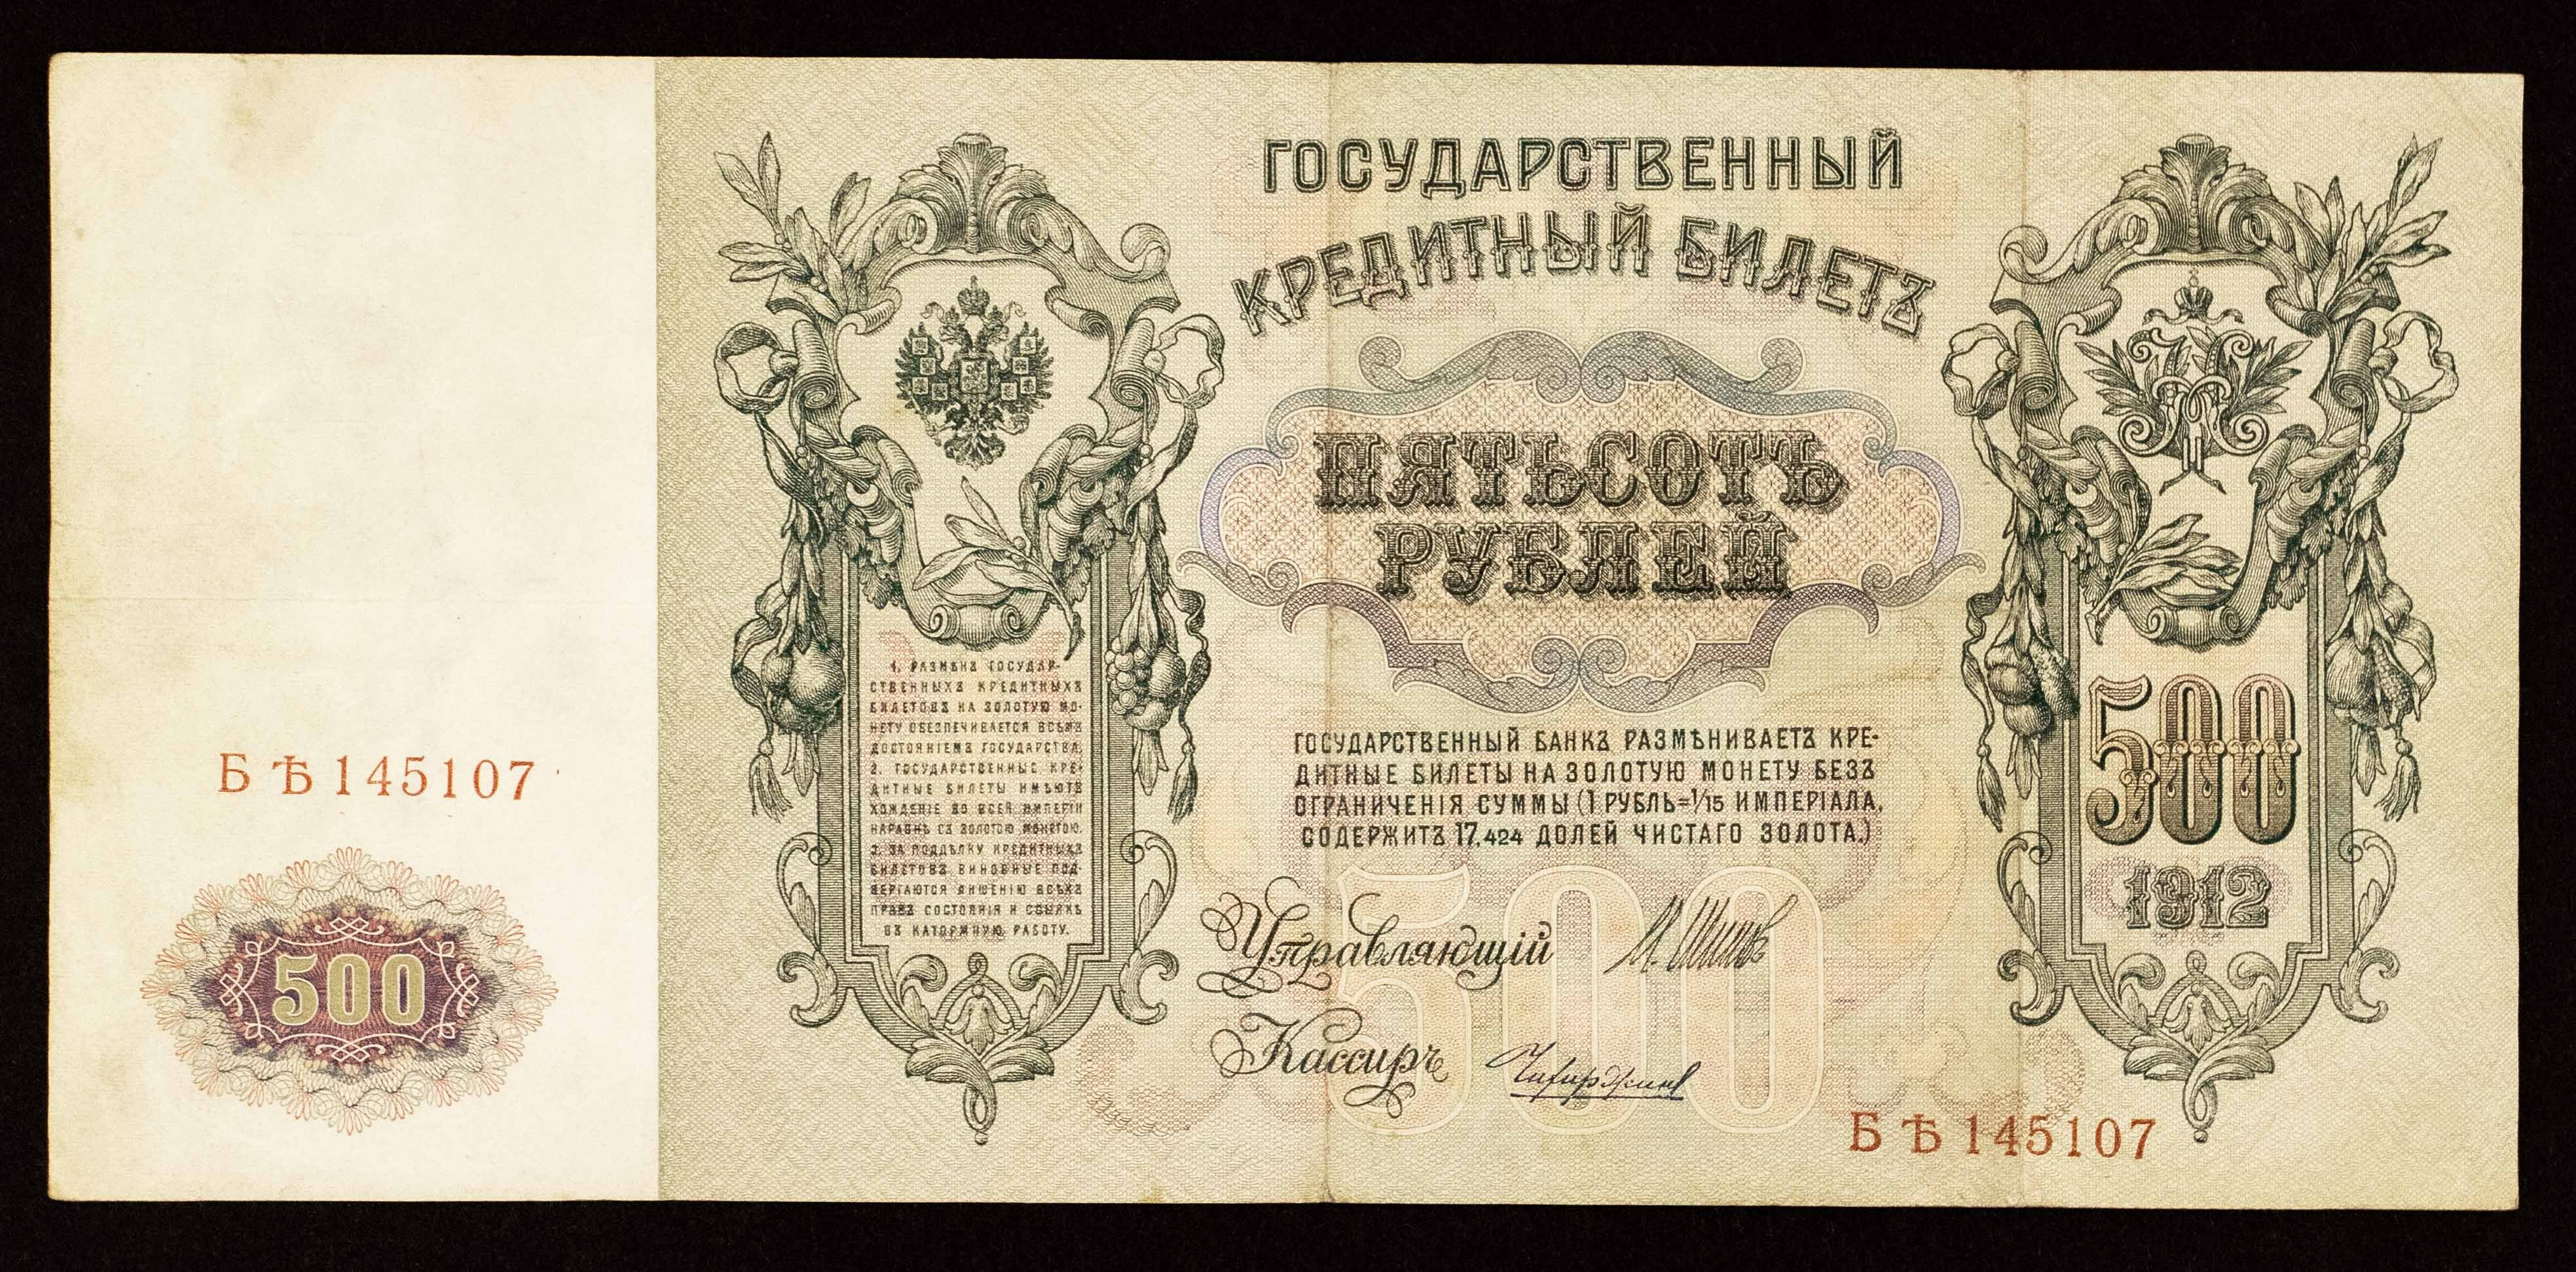 ГОСУДАРСТВЕННЫЙ
КРЕДИТНЫЙ БИЛЕТЪ
ПЯТЬСОТЪ
РУБЛЕЙ
1. РАЗМѢНЪ ГОСУДАР-
СТВЕННЫХЪ КРЕДИТНЫХЪ
БИЛЕТОВЪ НА ЗОЛОТУЮ МО-
НЕТУ ОБЕЗПЕЧИВАЕТСЯ ВСѢМЪ
ДОСТОЯНІЕМЪ ГОСУДАРСТВА.
2. ГОСУДАРСТВЕННЫЕ КРЕ-
ДИТНЫЕ БИЛЕТЫ ИМѢЮТЪ
ХОЖДЕНІЕ ВО ВСЕЙ ИМПЕРІИ
НАРАВНѢ СЪ ЗОЛОТОЮ МОНЕТОЮ.
3. ЗА ПОДДѢЛКУ КРЕДИТНЫХЪ
БИЛЕТОВЪ ВИНОВНЫЕ ПОД-
ВЕРГАЮТСЯ ЛИШЕНІЮ ВСѢХЪ
ПРАВЪ СОСТОЯНІЯ И ССЫЛКѢ
ВЪ КАТОРЖНУЮ РАБОТУ.
ГОСУДАРСТВЕННЫЙ БАНКЪ РАЗМѢНИВАЕТЪ КРЕ-
ДИТНЫЕ БИЛЕТЫ НА ЗОЛОТУЮ МОНЕТУ БЕЗЪ
ОГРАНИЧЕНІЯ СУММЫ (1 РУБЛЬ=1/15 ИМПЕРІАЛА,
СОДЕРЖИТЪ 17,424 ДОЛЕЙ ЧИСТАГО ЗОЛОТА.)
500
1912
БѢ 145107
500
Управляющій И. Шипов
500
Кассиръ
БѢ 145107